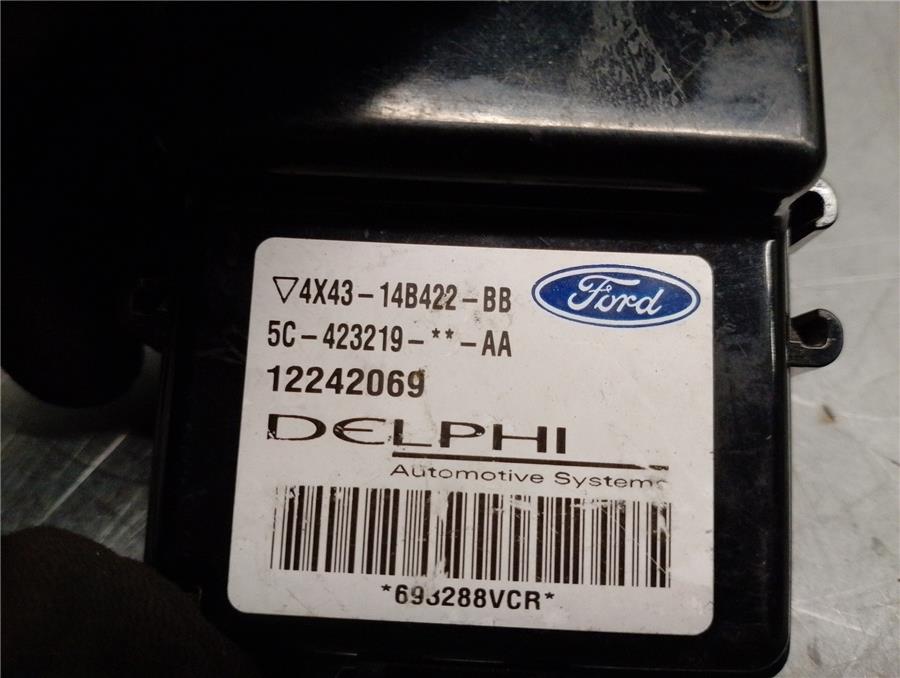 ▽4X43-14B422-BB
Ford
5C-423219-**-AA
12242069
DELPHI
Automotive Systems
*693288VCR*